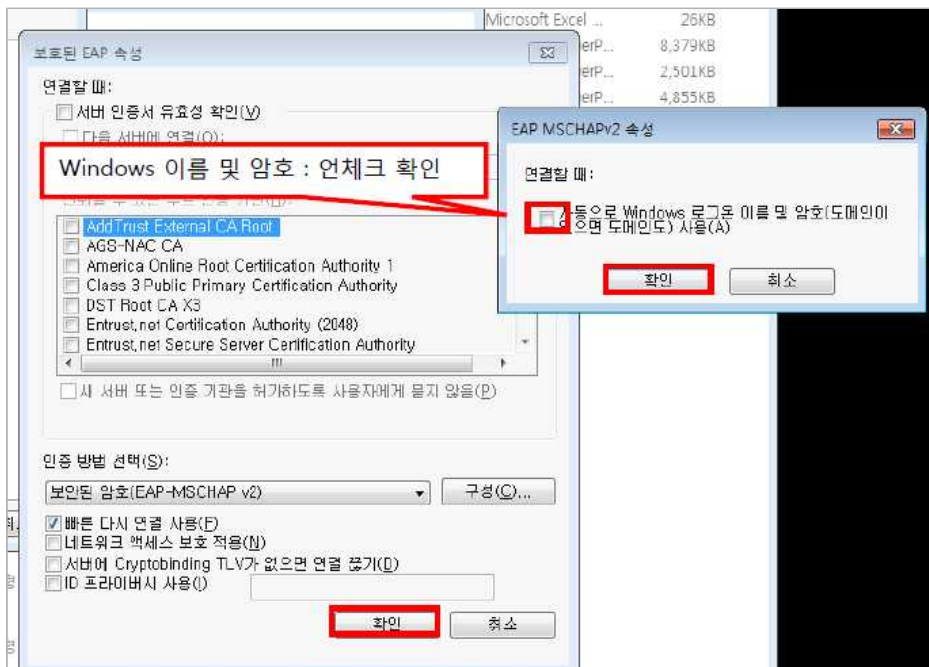 Microsoft Excel ... 26KB
erP... 8,379KB
erP... 2,501KB
erP... 4,855KB
보호된 EAP 속성
연결할 때:
서버 인증서 유효성 확인(V)
다음 서버에 연결(O):
Windows 이름 및 암호 : 언체크 확인
AddTrust External CA Root
AGS-NAC CA
America Online Root Certification Authority 1
Class 3 Public Primary Certification Authority
DST Root CA X3
Entrust.net Certification Authority (2048)
Entrust.net Secure Server Certification Authority
새 서버 또는 인증 기관을 허가하도록 사용자에게 묻지 않음(P)
인증 방법 선택(S):
보안된 암호(EAP-MSCHAP v2)
구성(C)...
빠른 다시 연결 사용(F)
네트워크 액세스 보호 적용(N)
서버에 Cryptobinding TLV가 없으면 연결 끊기(D)
ID 프라이버시 사용(I)
확인 취소
EAP MSCHAPv2 속성
연결할 때:
자동으로 Windows 로그온 이름 및 암호(도메인이
있으면 도메인도) 사용(A)
확인 취소